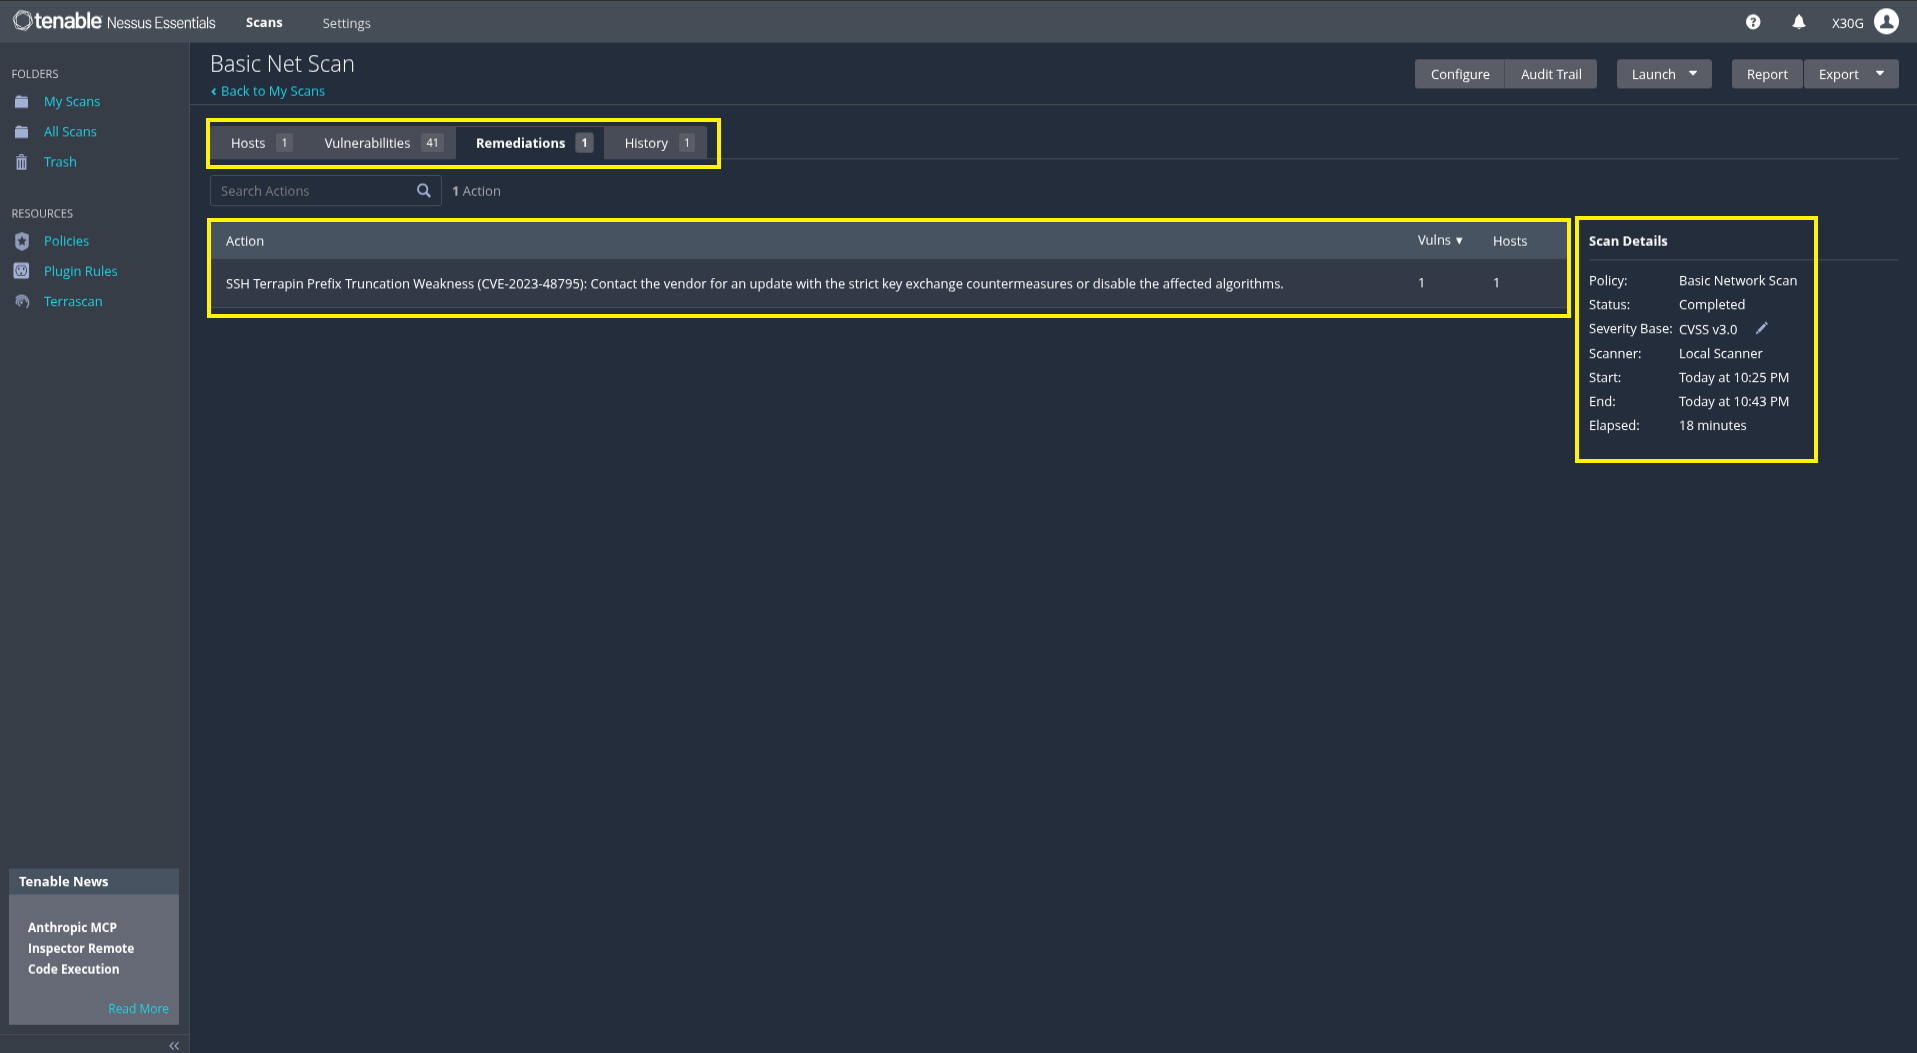 tenable Nessus Essentials Scans Settings X30G
FOLDERS
My Scans
All Scans
Trash
RESOURCES
Policies
Plugin Rules
Terrascan
Tenable News
Anthropic MCP
Inspector Remote
Code Execution
Read More
Basic Net Scan
Back to My Scans
Configure Audit Trail Launch Report Export
Hosts 1 Vulnerabilities 41 Remediations 1 History 1
Search Actions 1 Action
Action Vulns Hosts
SSH Terrapin Prefix Truncation Weakness (CVE-2023-48795): Contact the vendor for an update with the strict key exchange countermeasures or disable the affected algorithms. 1 1
Scan Details
Policy: Basic Network Scan
Status: Completed
Severity Base: CVSS v3.0
Scanner: Local Scanner
Start: Today at 10:25 PM
End: Today at 10:43 PM
Elapsed: 18 minutes